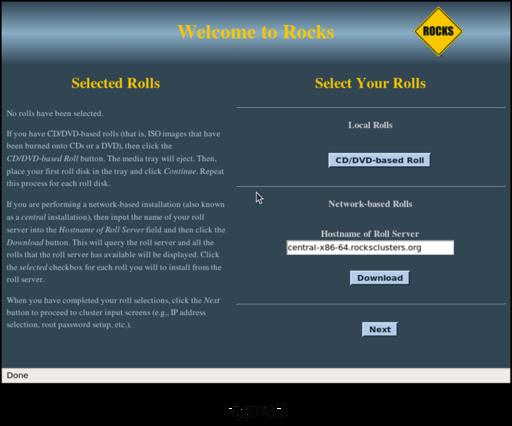 Welcome to Rocks
ROCKS
Selected Rolls
No rolls have been selected.
If you have CD/DVD-based rolls (that is, ISO images that have
been burned onto CDs or a DVD), then click the
CD/DVD-based Roll button. The media tray will eject. Then,
place your first roll disk in the tray and click Continue. Repeat
this process for each roll disk.
If you are performing a network-based installation (also known
as a central installation), then input the name of your roll
server into the Hostname of Roll Server field and then click the
Download button. This will query the roll server and all the
rolls that the roll server has available will be displayed. Click
the selected checkbox for each roll you will to install from the
roll server.
When you have completed your roll selections, click the Next
button to proceed to cluster input screens (e.g., IP address
selection, root password setup, etc.).
Select Your Rolls
Local Rolls
CD/DVD-based Roll
Network-based Rolls
Hostname of Roll Server
central-x86-64.rocksclusters.org
Download
Next
Done